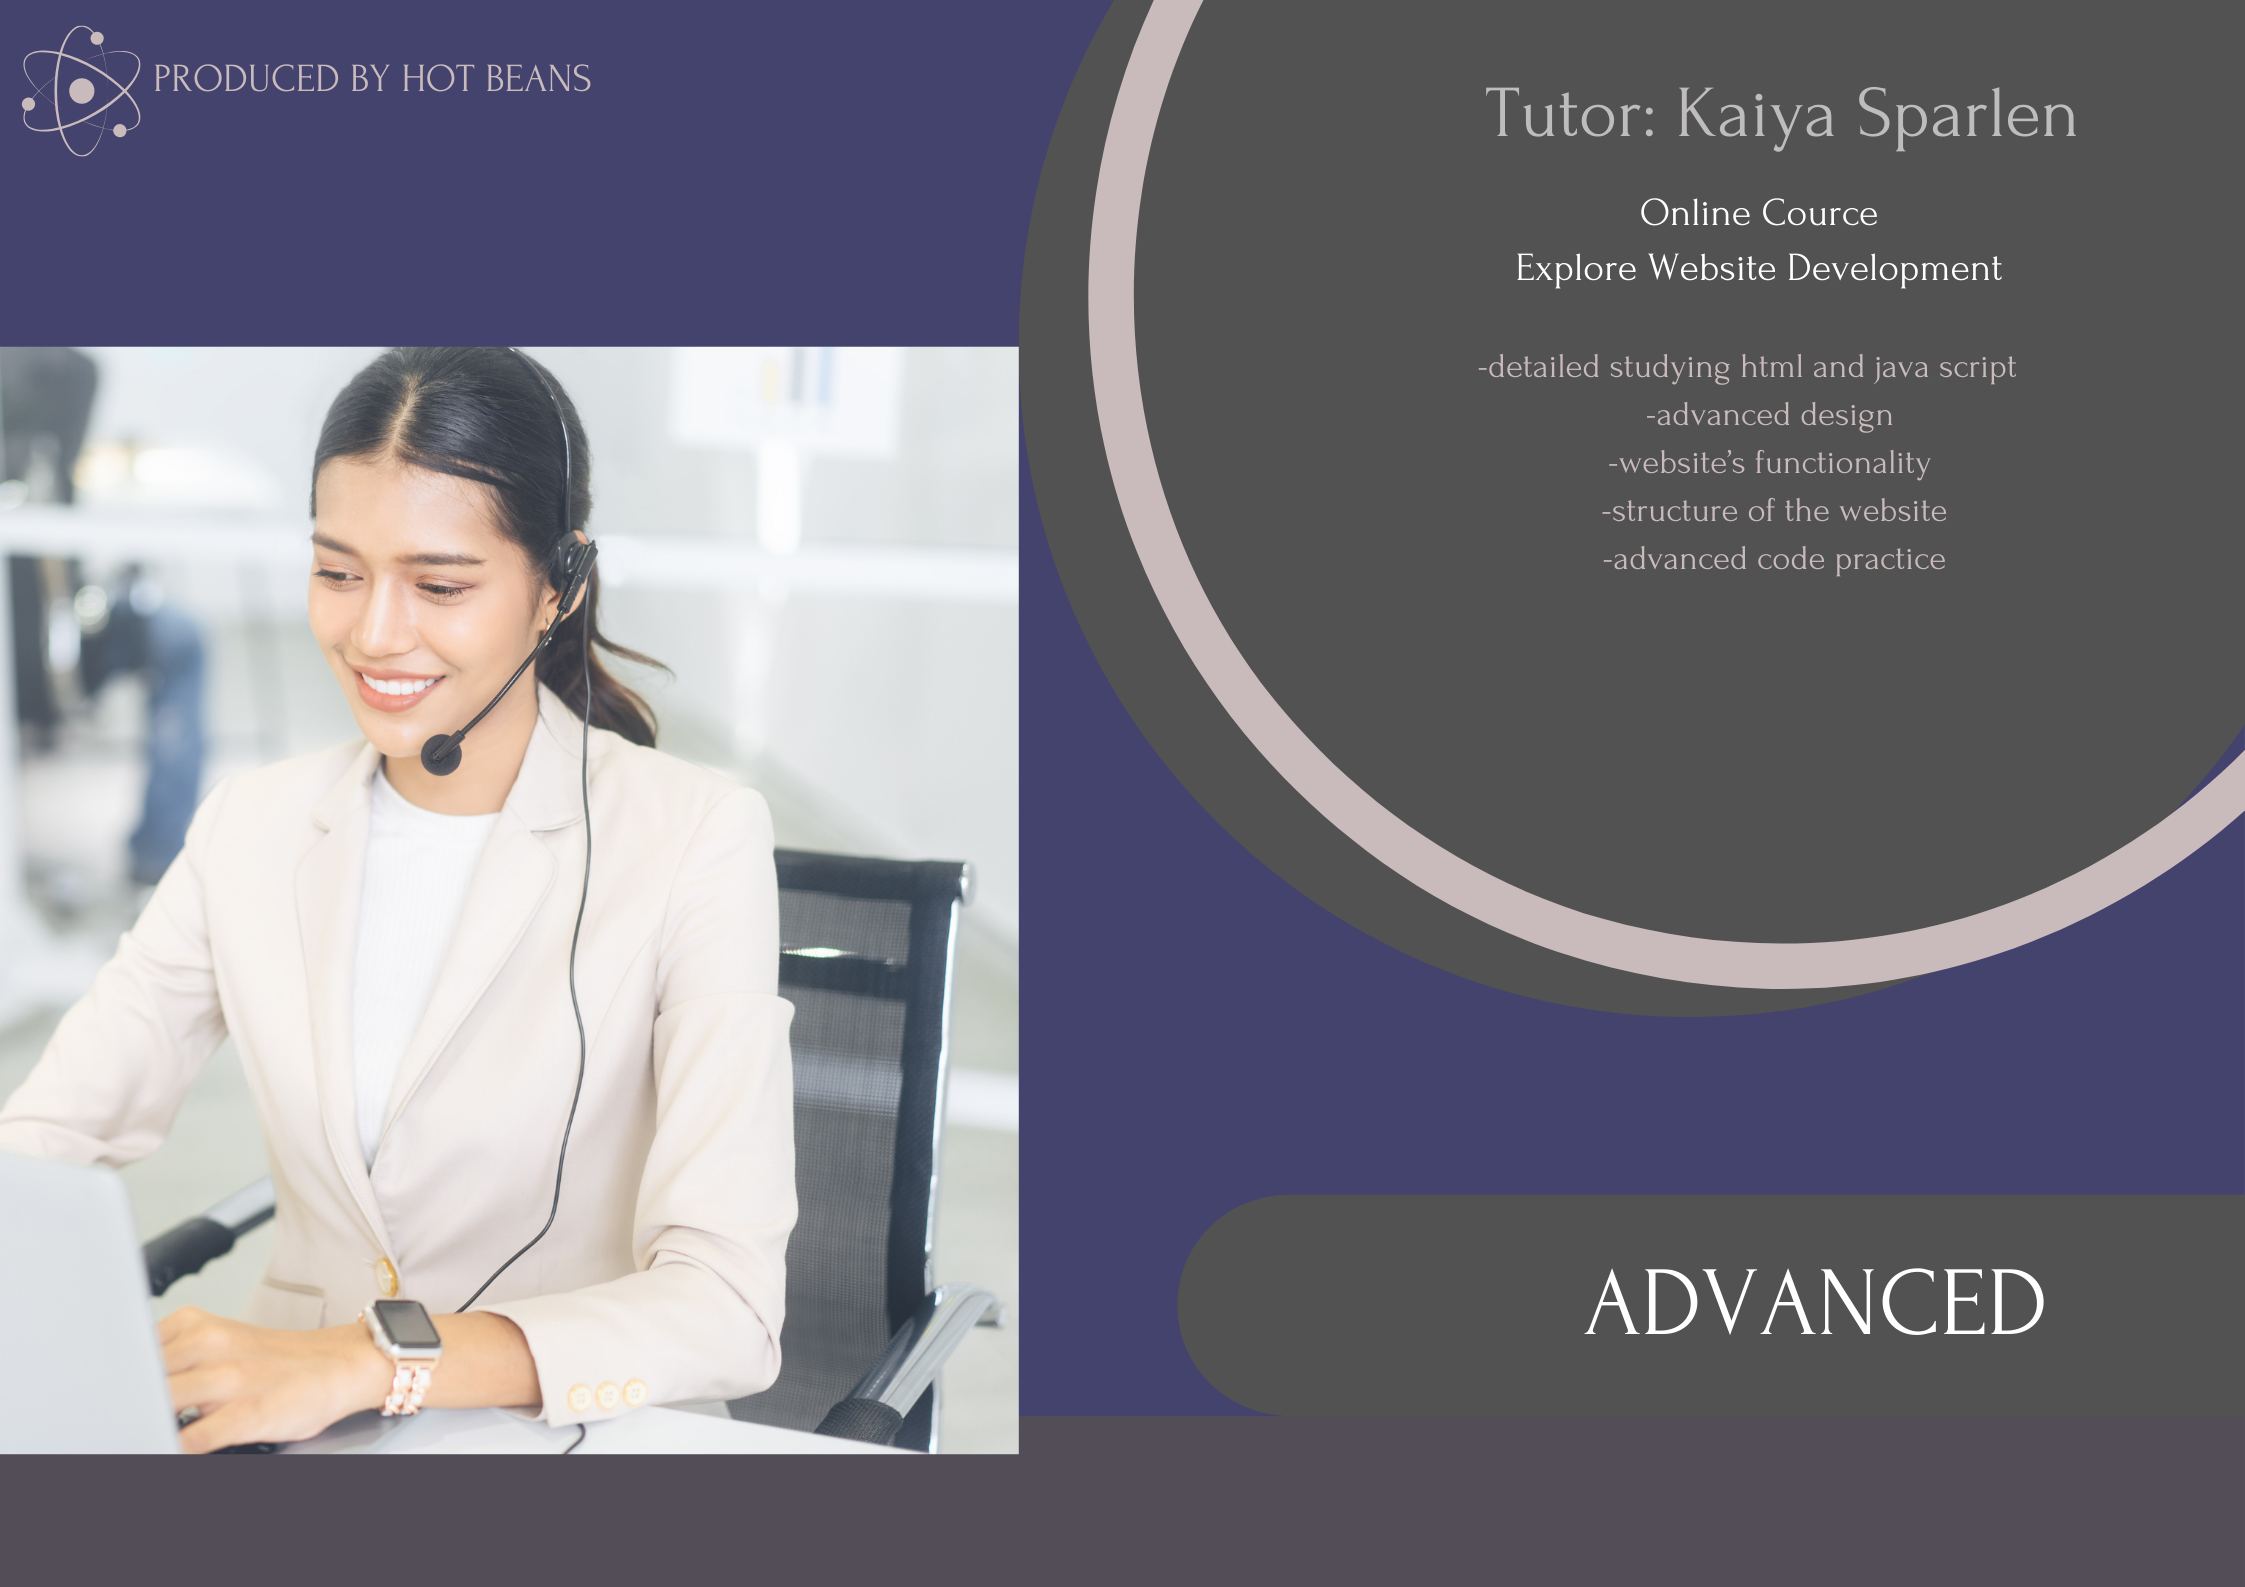 PRODUCED BY HOT BEANS
Tutor: Kaiya Sparlen
Online Cource
Explore Website Development
-detailed studying html and java script
-advanced design
-website’s functionality
-structure of the website
-advanced code practice
ADVANCED